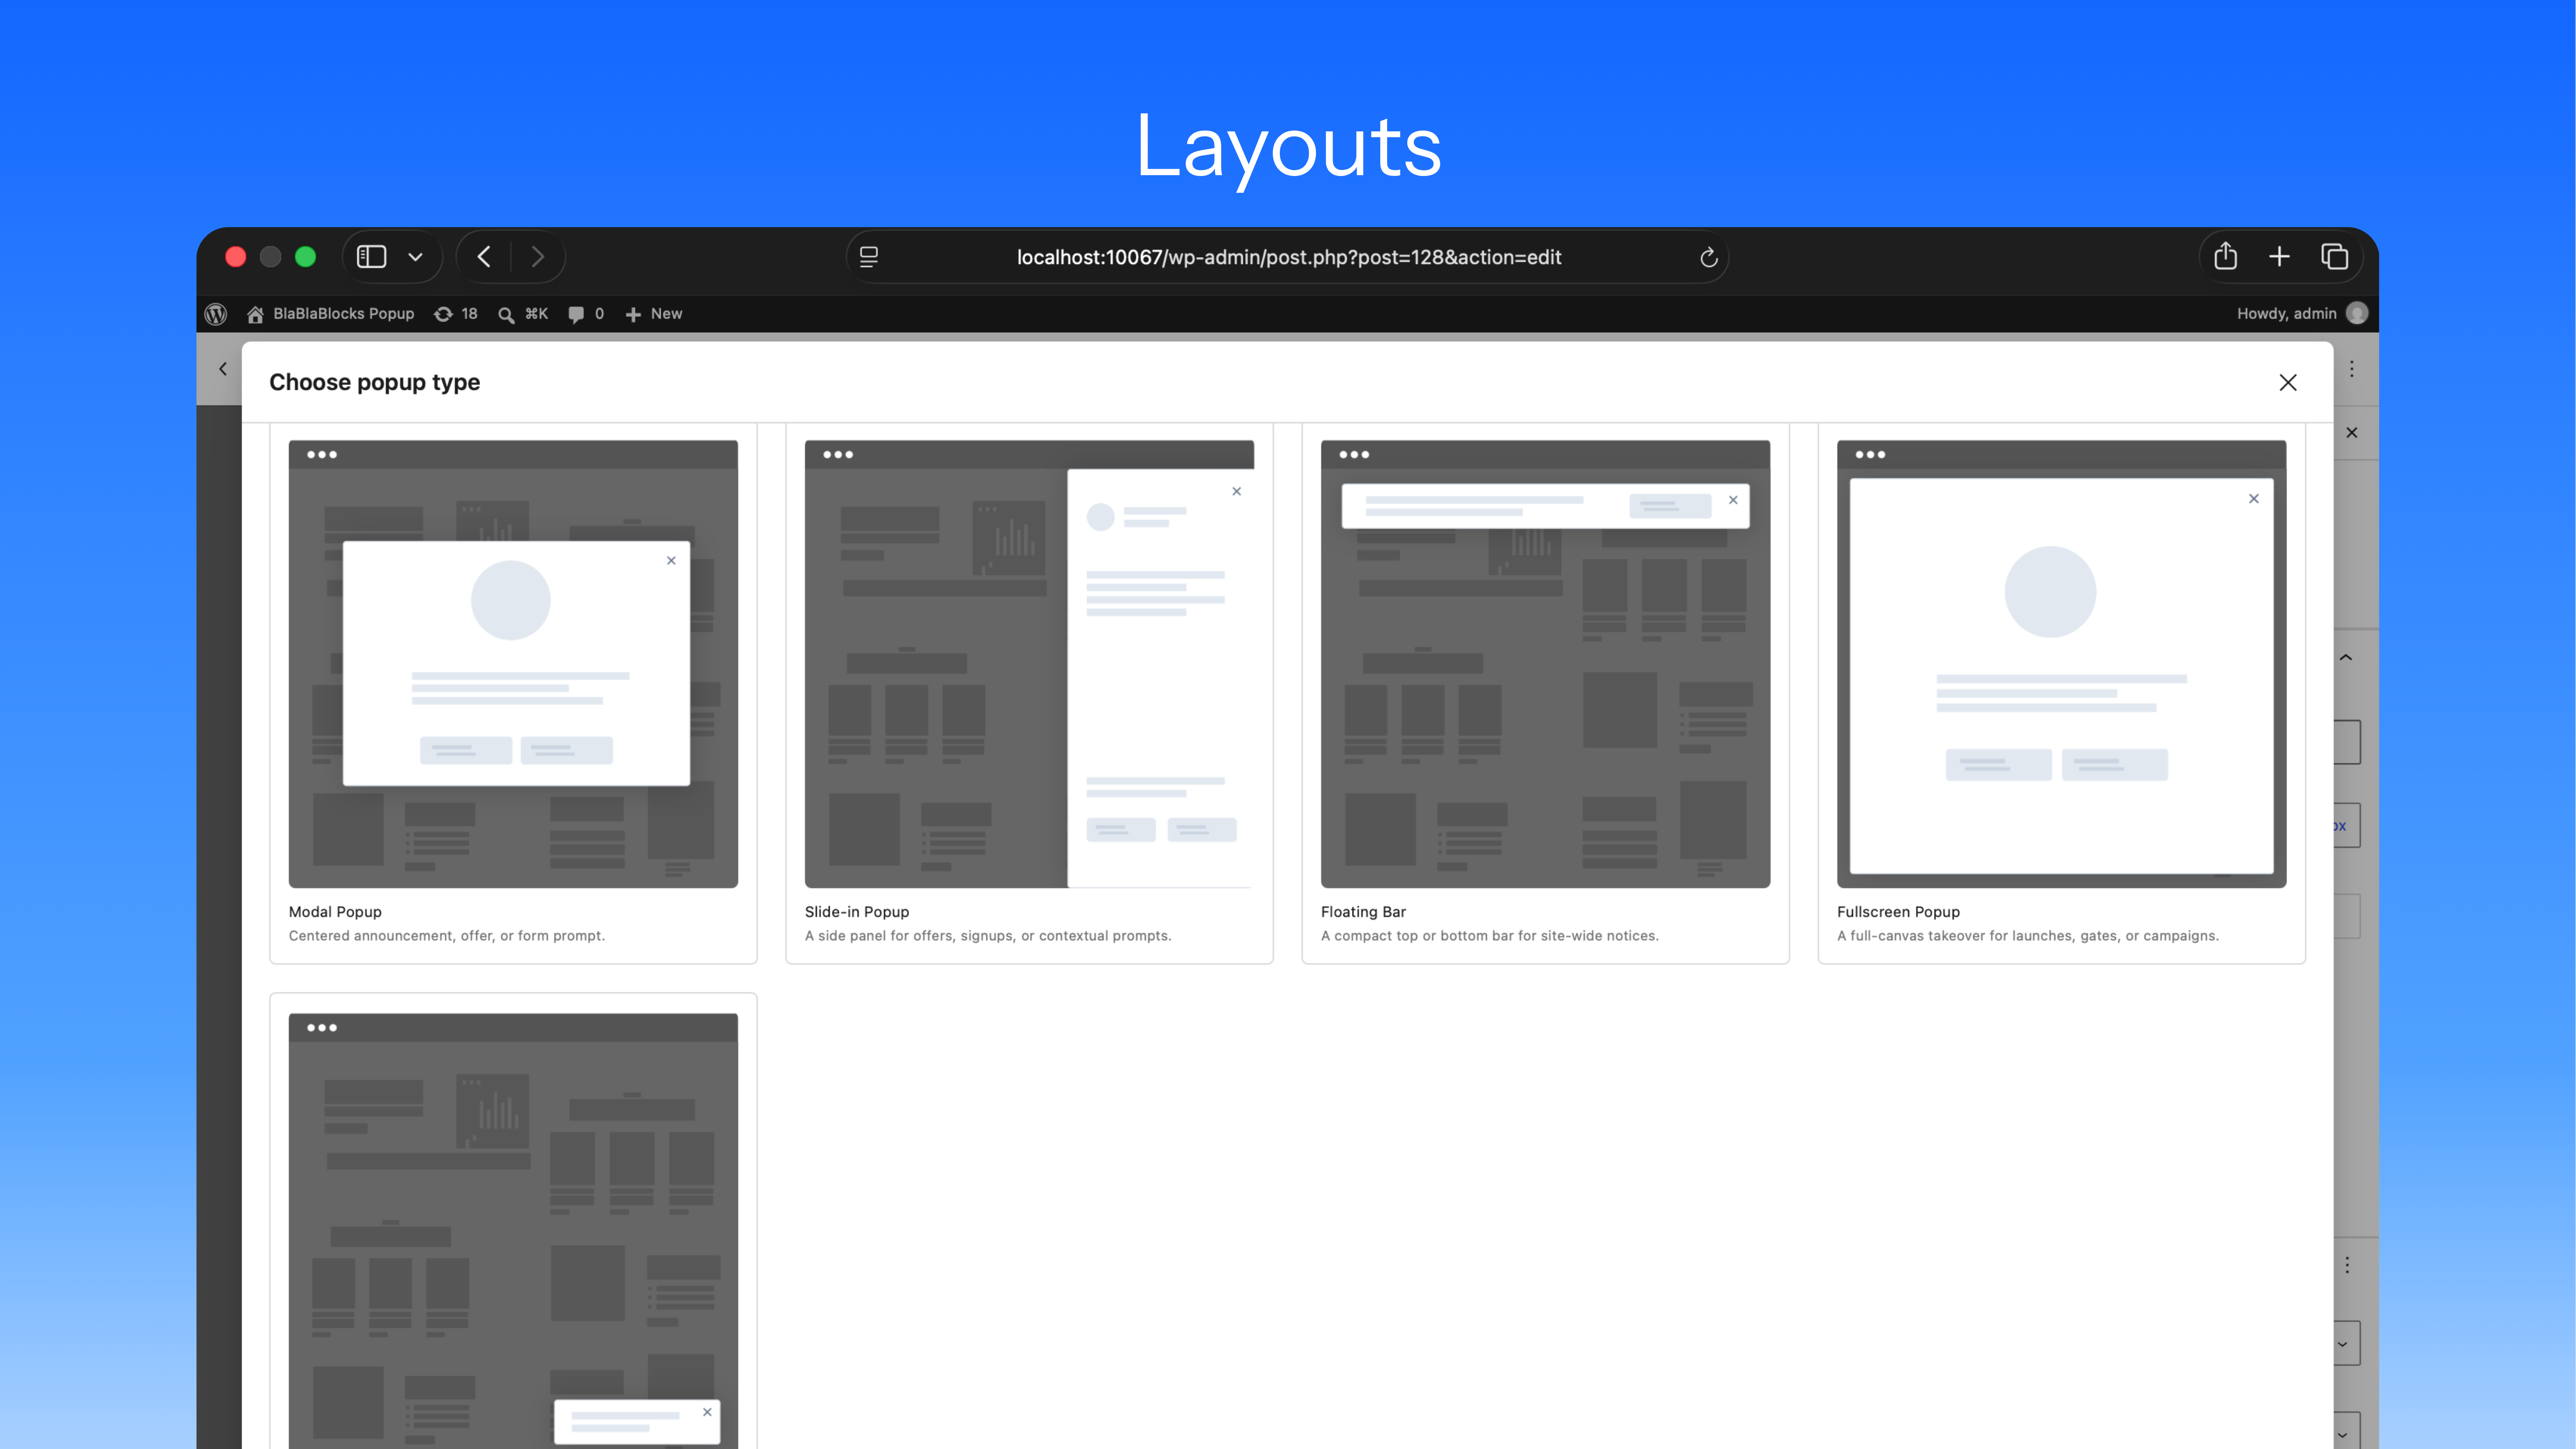 Layouts
localhost:10067/wp-admin/post.php?post=128&action=edit
BlaBlaBlocks Popup 18 ⌘K 0 New Howdy, admin
Choose popup type
Modal Popup
Centered announcement, offer, or form prompt.
Slide-in Popup
A side panel for offers, signups, or contextual prompts.
Floating Bar
A compact top or bottom bar for site-wide notices.
Fullscreen Popup
A full-canvas takeover for launches, gates, or campaigns.